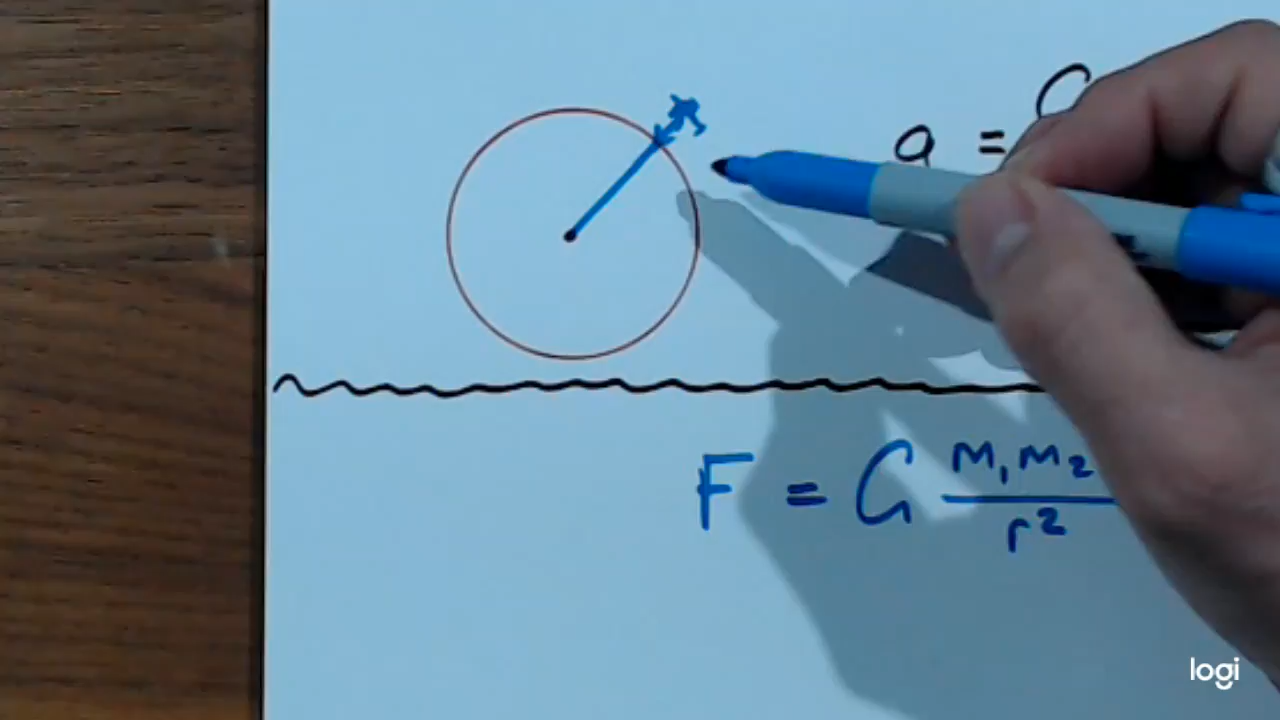 a =
F = G M₁M₂
r²
logi